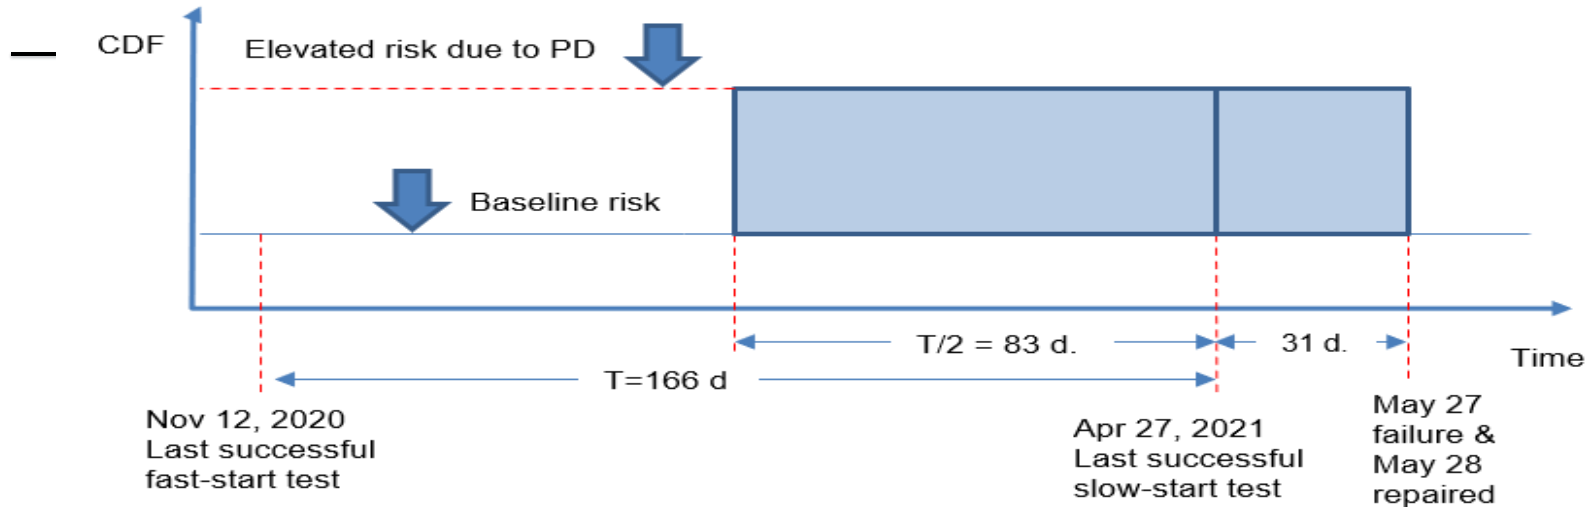 CDF
Elevated risk due to PD
Baseline risk
T/2 = 83 d.
31 d.
Time
T=166 d
Nov 12, 2020
Last successful
fast-start test
Apr 27, 2021
Last successful
slow-start test
May 27
failure &
May 28
repaired